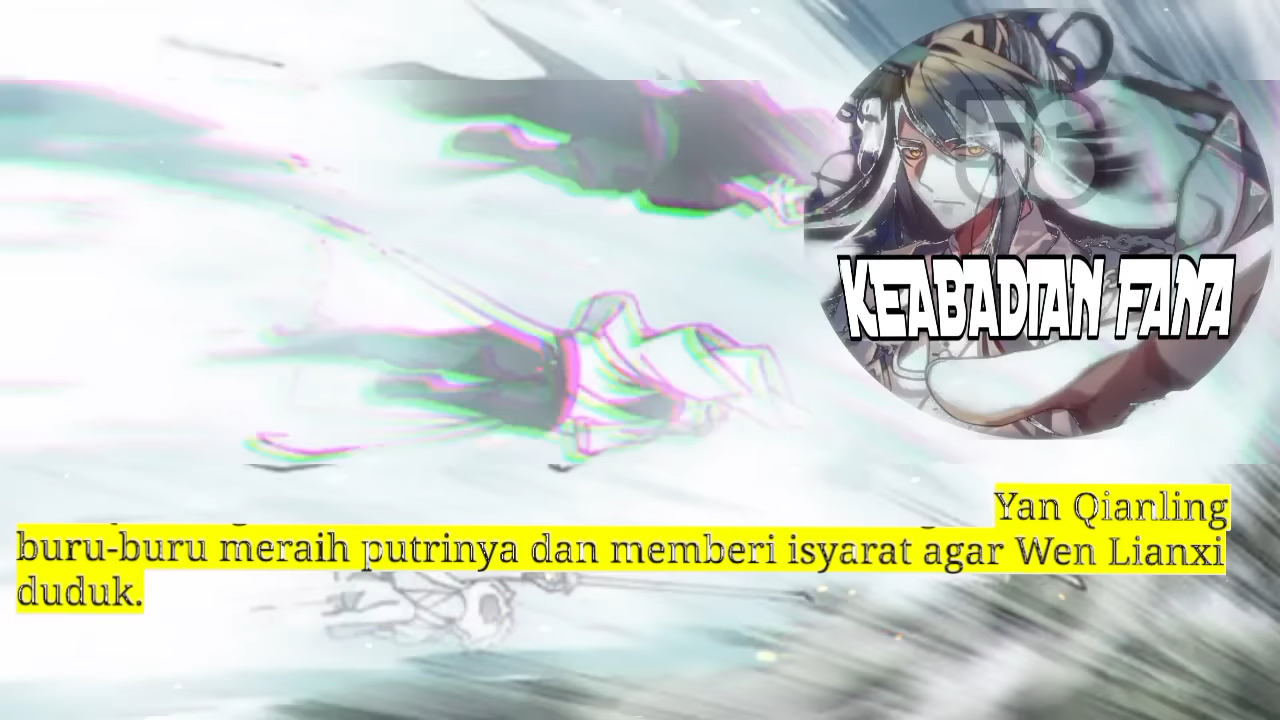 KEABADIAN FANA
Yan Qianling
buru-buru meraih putrinya dan memberi isyarat agar Wen Lianxi
duduk.